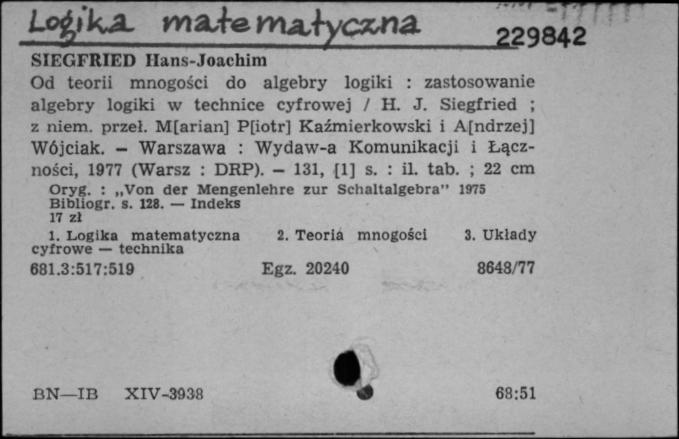 Logika matematyczna
229842
SIEGFRIED Hans-Joachim
Od teorii mnogości do algebry logiki : zastosowanie
algebry logiki w technice cyfrowej / H. J. Siegfried ;
z niem. przeł. M[arian] P[iotr] Kaźmierkowski i A[ndrzej]
Wójciak. — Warszawa : Wydaw-a Komunikacji i Łącz-
ności, 1977 (Warsz : DRP). — 131, [1] s. : il. tab. ; 22 cm
Oryg. : „Von der Mengenlehre zur Schaltalgebra” 1975
Bibliogr. s. 128. — Indeks
17 zł
1. Logika matematyczna 2. Teoria mnogości 3. Układy
cyfrowe — technika
681.3:517:519 Egz. 20240 8648/77
BN—IB XIV-3938 68:51